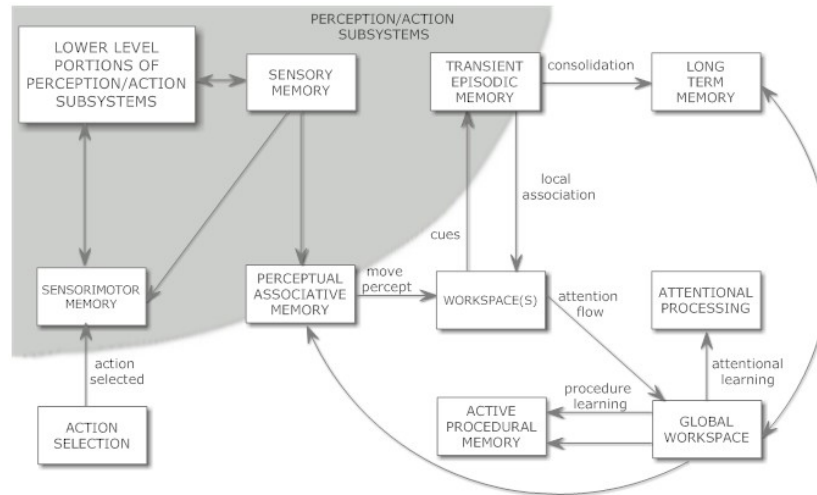 PERCEPTION/ACTION
SUBSYSTEMS
LOWER LEVEL
PORTIONS OF
PERCEPTION/ACTION
SUBSYSTEMS
SENSORY
MEMORY
TRANSIENT
EPISODIC
MEMORY
consolidation
LONG
TERM
MEMORY
local
association
cues
SENSORIMOTOR
MEMORY
PERCEPTUAL
ASSOCIATIVE
MEMORY
move
percept
WORKSPACE(S)
attention
flow
ATTENTIONAL
PROCESSING
action
selected
attentional
learning
procedure
learning
ACTION
SELECTION
ACTIVE
PROCEDURAL
MEMORY
GLOBAL
WORKSPACE